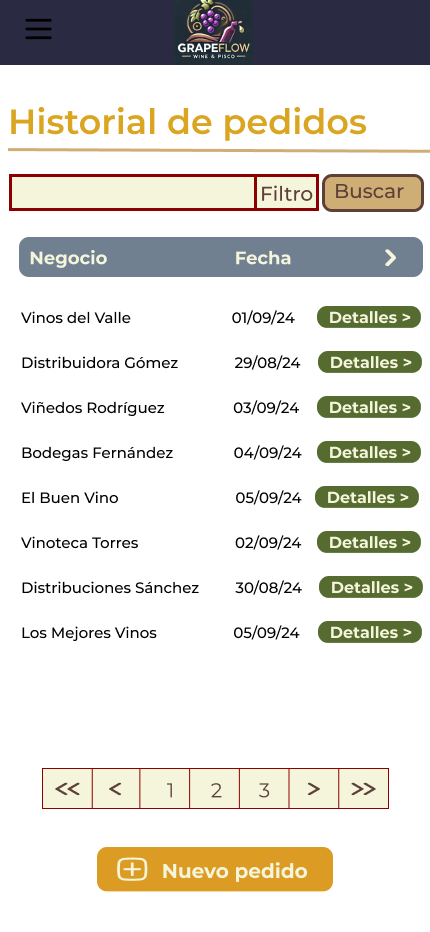 GRAPEFLOW
WINE & PISCO
Historial de pedidos
Filtro Buscar
Negocio Fecha >
Vinos del Valle 01/09/24 Detalles >
Distribuidora Gómez 29/08/24 Detalles >
Viñedos Rodríguez 03/09/24 Detalles >
Bodegas Fernández 04/09/24 Detalles >
El Buen Vino 05/09/24 Detalles >
Vinoteca Torres 02/09/24 Detalles >
Distribuciones Sánchez 30/08/24 Detalles >
Los Mejores Vinos 05/09/24 Detalles >
<< < 1 2 3 > >>
Nuevo pedido